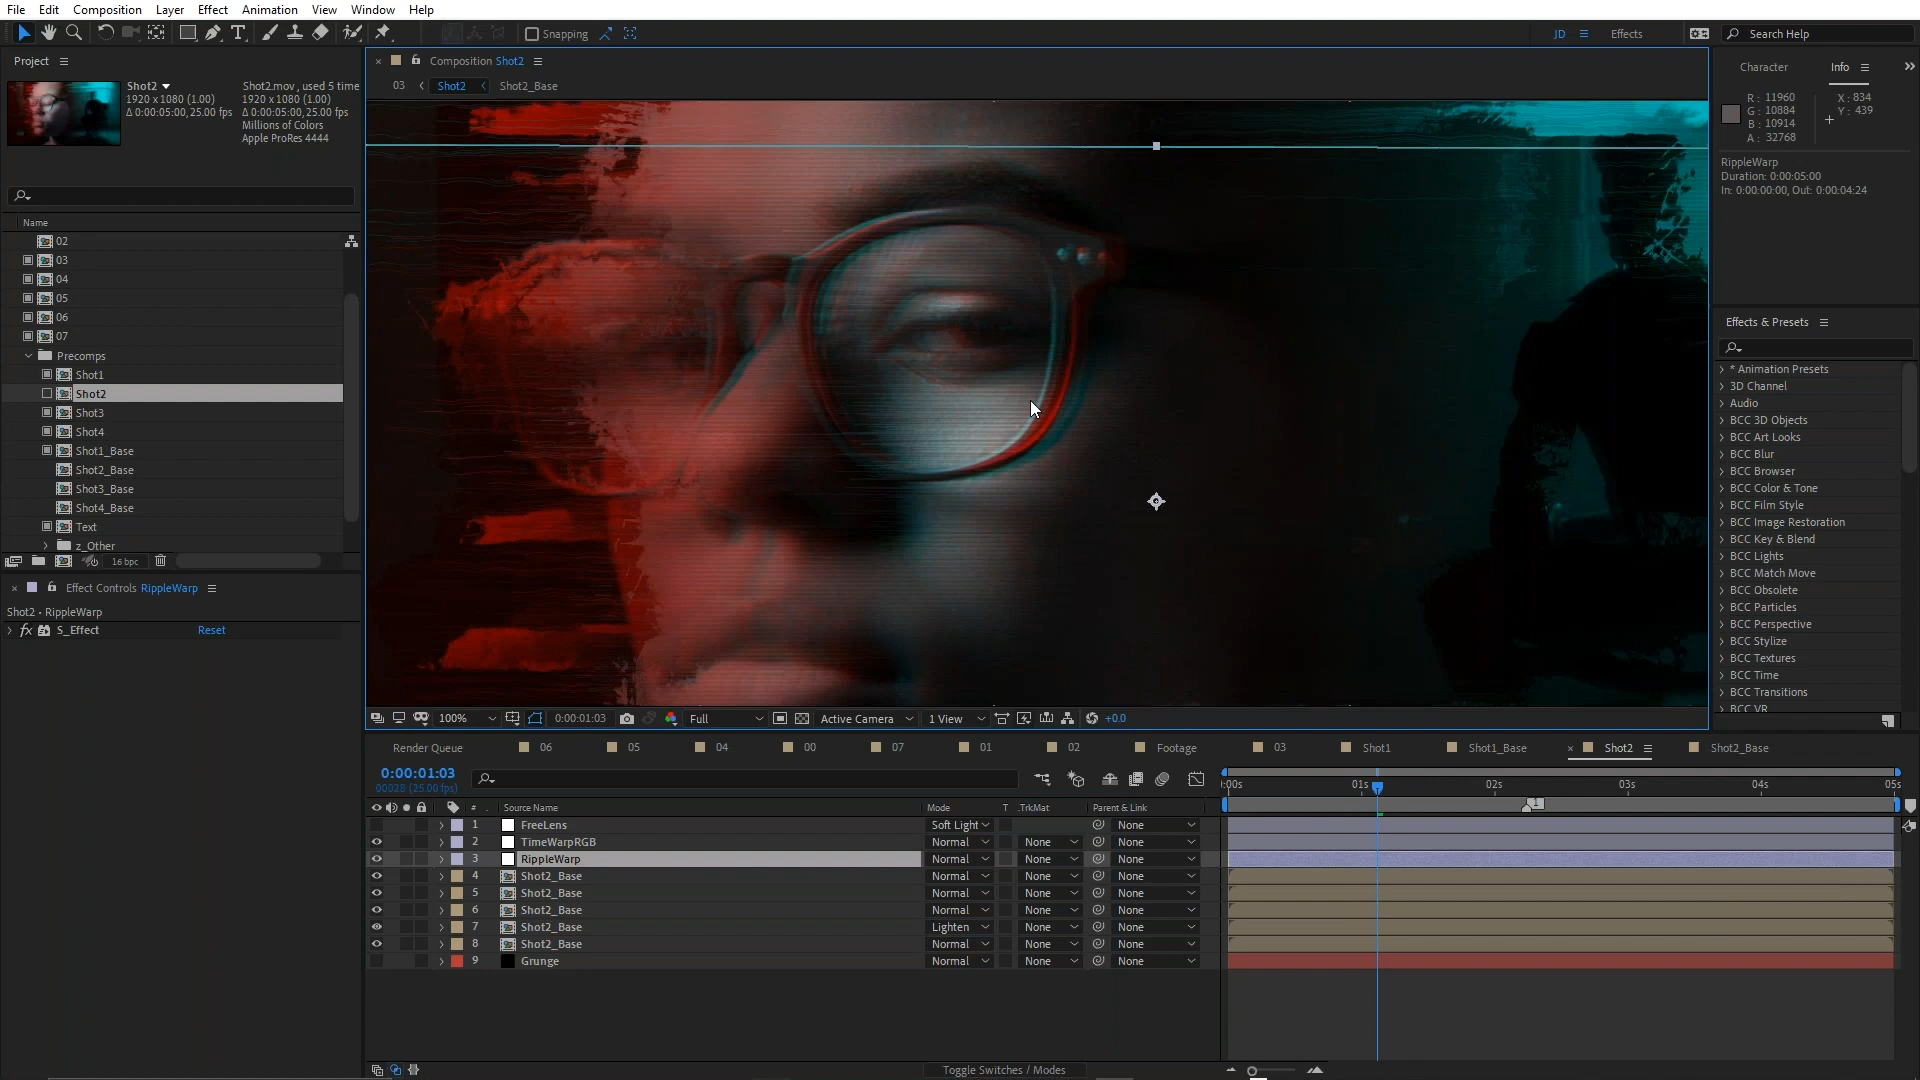 File Edit Composition Layer Effect Animation View Window Help
Snapping JD Effects Search Help
Project
Shot2
1920 x 1080 (1.00)
Δ 0:00:05:00, 25.00 fps
Shot2.mov , used 5 time
1920 x 1080 (1.00)
Δ 0:00:05:00, 25.00 fps
Millions of Colors
Apple ProRes 4444
Name
02
03
04
05
06
07
Precomps
Shot1
Shot2
Shot3
Shot4
Shot1_Base
Shot2_Base
Shot3_Base
Shot4_Base
Text
z_Other
16 bpc
Effect Controls RippleWarp
Shot2 • RippleWarp
fx S_Effect Reset
Composition Shot2
03 Shot2 Shot2_Base
100% 0:00:01:03 Full Active Camera 1 View +0.0
Character Info
R : 11960
G : 10884
B : 10914
A : 32768
X : 834
Y : 439
RippleWarp
Duration: 0:00:05:00
In: 0:00:00:00, Out: 0:00:04:24
Effects & Presets
* Animation Presets
3D Channel
Audio
BCC 3D Objects
BCC Art Looks
BCC Blur
BCC Browser
BCC Color & Tone
BCC Film Style
BCC Image Restoration
BCC Key & Blend
BCC Lights
BCC Match Move
BCC Obsolete
BCC Particles
BCC Perspective
BCC Stylize
BCC Textures
BCC Time
BCC Transitions
BCC VR
Render Queue 06 05 04 00 07 01 02 Footage 03 Shot1 Shot1_Base Shot2 Shot2_Base
0:00:01:03
00028 (25.00 fps)
:00s 01s 02s 03s 04s 05s
1
# Source Name Mode T .TrkMat Parent & Link
1 FreeLens Soft Light None
2 TimeWarpRGB Normal None None
3 RippleWarp Normal None None
4 Shot2_Base Normal None None
5 Shot2_Base Normal None None
6 Shot2_Base Normal None None
7 Shot2_Base Lighten None None
8 Shot2_Base Normal None None
9 Grunge Normal None None
Toggle Switches / Modes